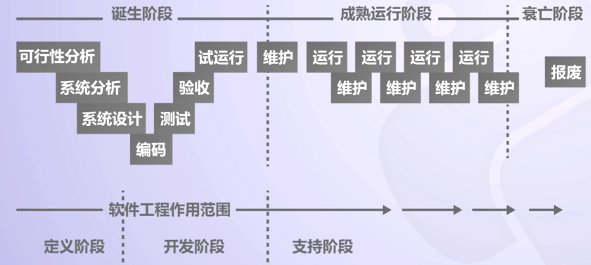 诞生阶段 成熟运行阶段 衰亡阶段
可行性分析 试运行 维护 运行 运行 运行 运行
系统分析 验收 维护 维护 维护 维护 报废
系统设计 测试
编码
软件工程作用范围
定义阶段 开发阶段 支持阶段